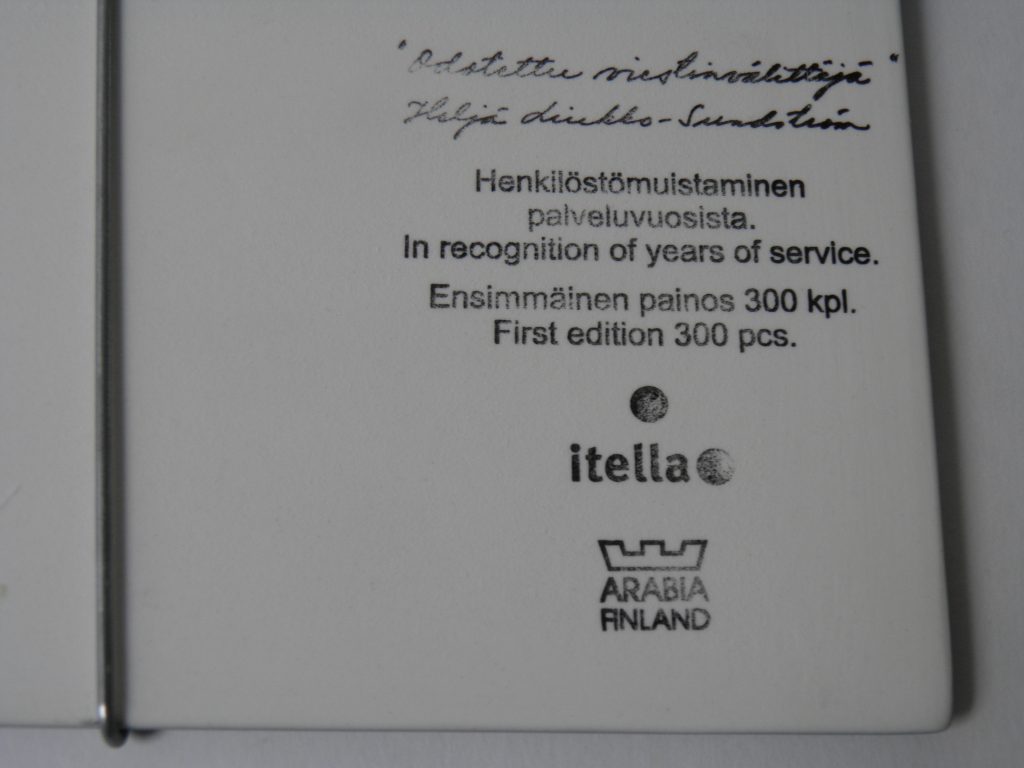 "Odotettu viestinvälittäjä"
Heljä Liukko-Sundström
Henkilöstömuistaminen
palveluvuosista.
In recognition of years of service.
Ensimmäinen painos 300 kpl.
First edition 300 pcs.
itella
ARABIA
FINLAND